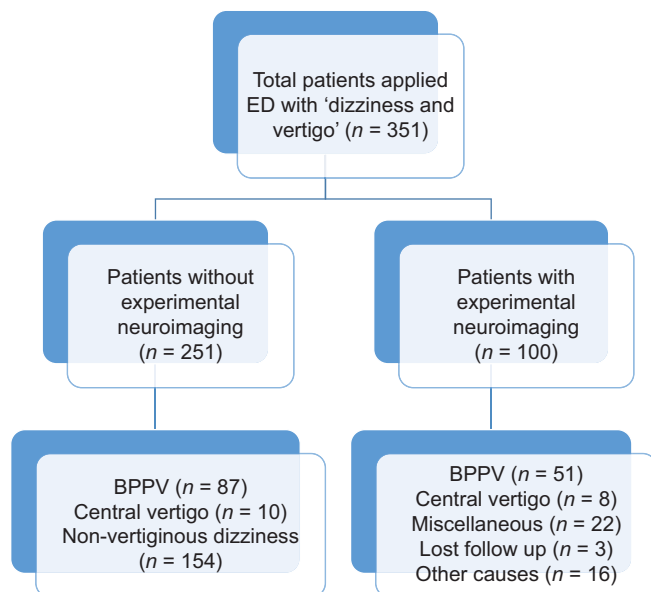 Total patients applied
ED with ‘dizziness and
vertigo’ (n = 351)
Patients without
experimental
neuroimaging
(n = 251)
Patients with
experimental
neuroimaging
(n = 100)
BPPV (n = 87)
Central vertigo (n = 10)
Non-vertiginous dizziness
n = 154)
BPPV (n = 51)
Central vertigo (n = 8)
Miscellaneous (n = 22)
Lost follow up (n = 3)
Other causes (n = 16)